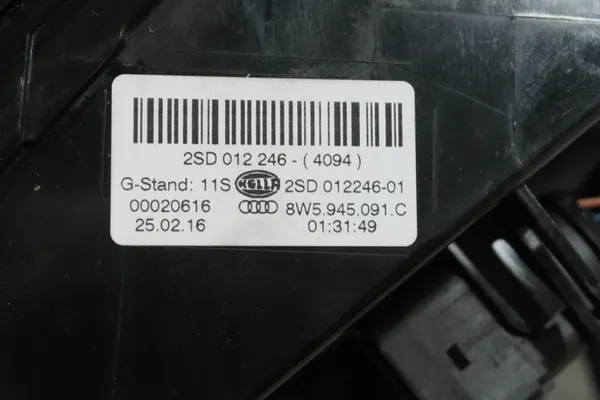 2SD 012 246- ( 4094 )
G-Stand: 11S HELLA 2SD 012246-01
00020616 8W5.945.091.C
25.02.16 01:31:49